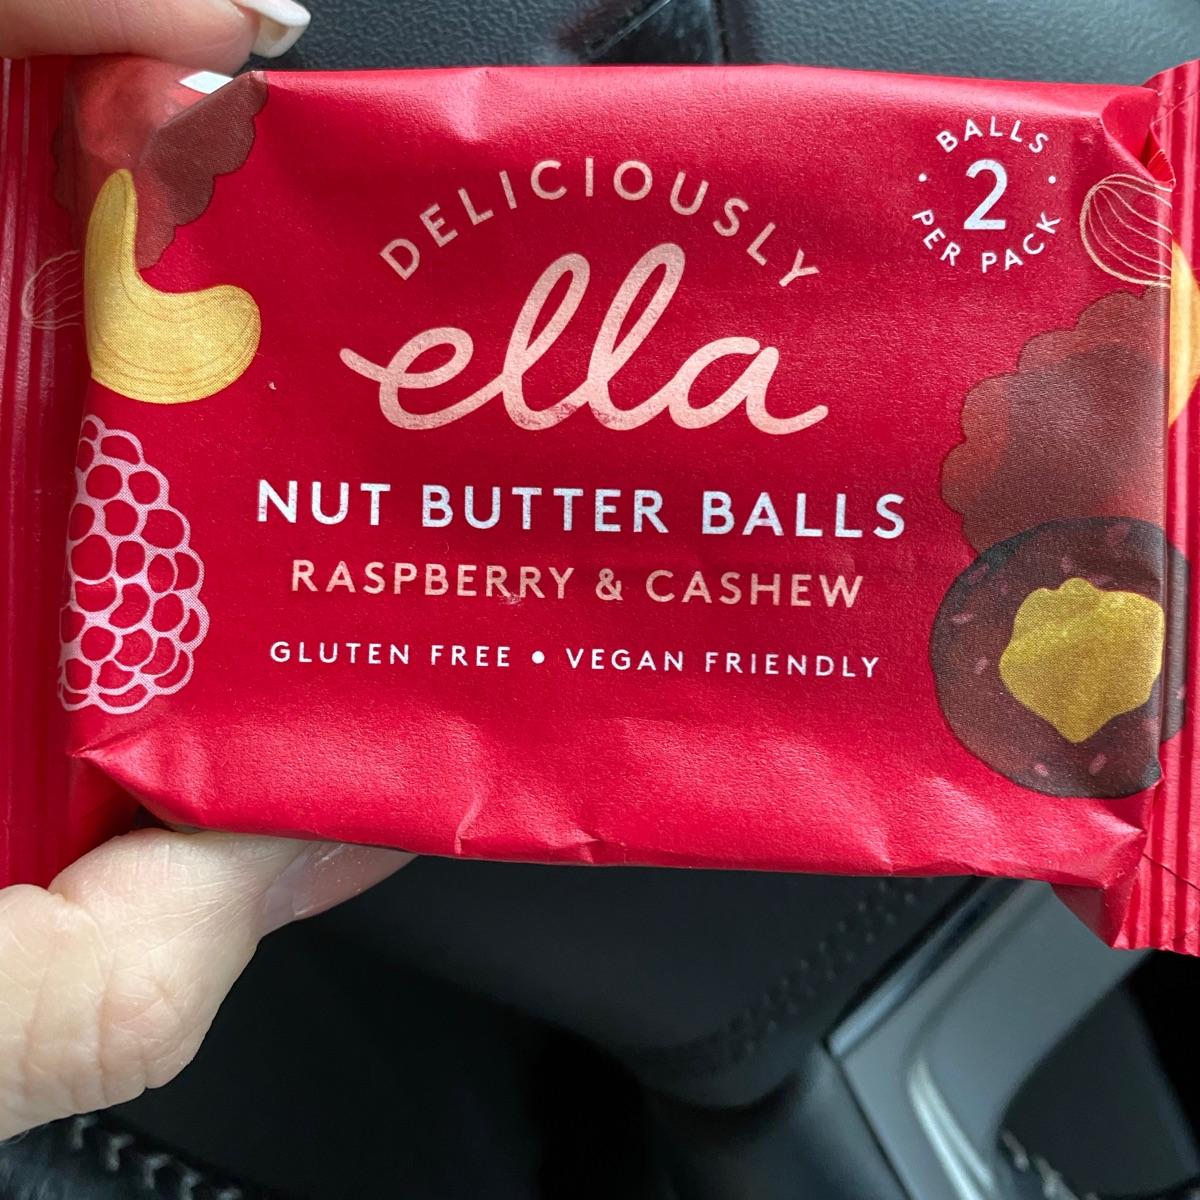 BALLS
2
PER PACK
DELICIOUSLY
ella
NUT BUTTER BALLS
RASPBERRY & CASHEW
GLUTEN FREE • VEGAN FRIENDLY